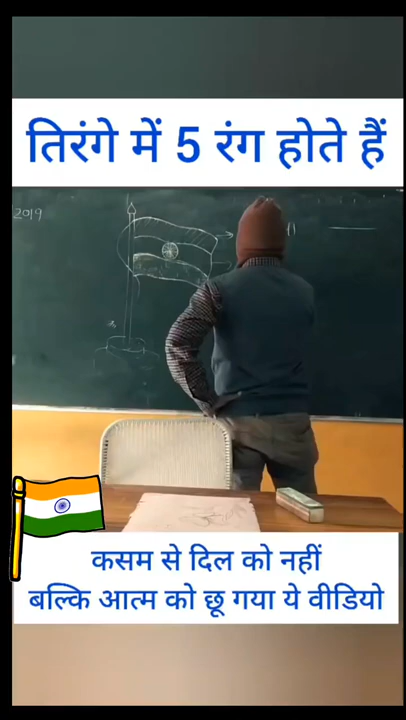 तिरंगे में 5 रंग होते हैं
2019
कसम से दिल को नहीं
बल्कि आत्म को छू गया ये वीडियो